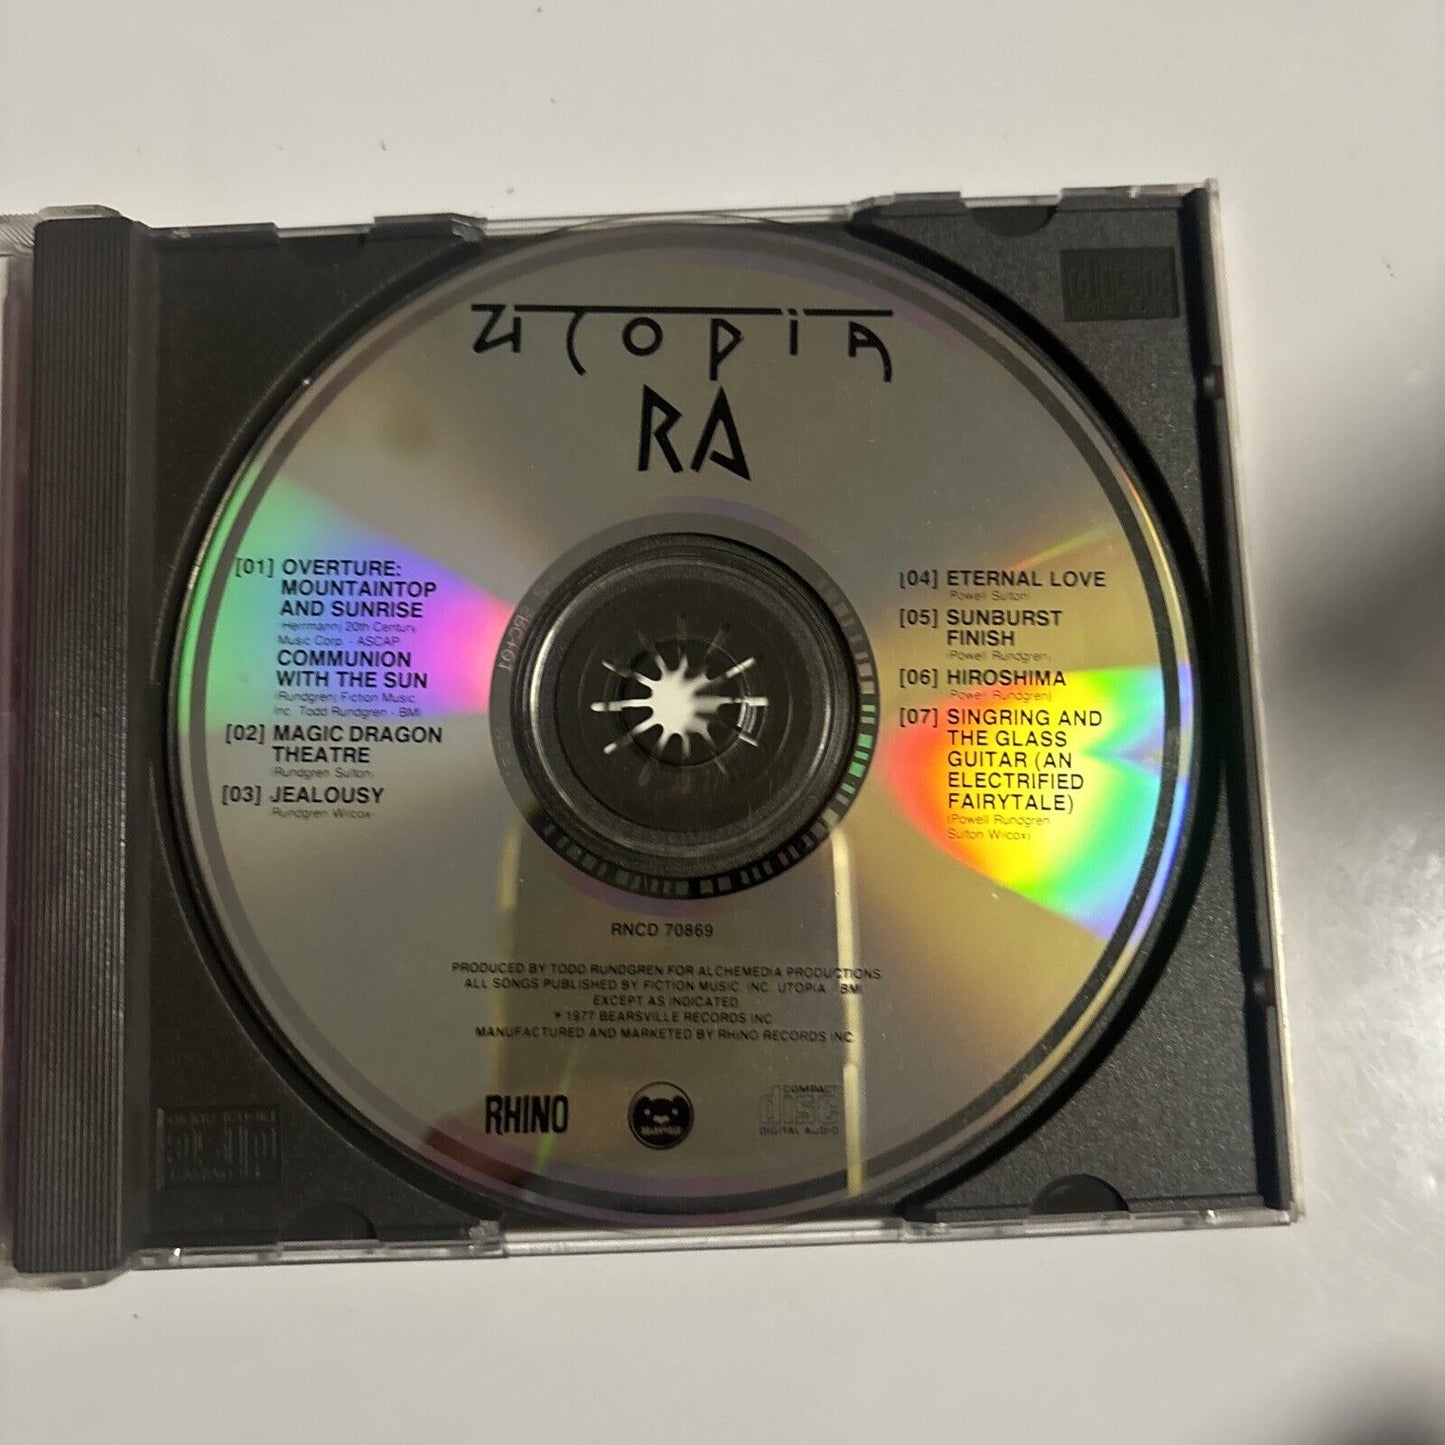 UTOPIA
RA
[01] OVERTURE:
MOUNTAINTOP
AND SUNRISE
(Herrmann) 20th Century
Music Corp. - ASCAP
COMMUNION
WITH THE SUN
(Rundgren) Fiction Music
Inc Todd Rundgren - BMI
[02] MAGIC DRAGON
THEATRE
(Rundgren Sulton)
[03] JEALOUSY
Rundgren Wilcox
[04] ETERNAL LOVE
(Powell Sulton)
[05] SUNBURST
FINISH
(Powell Rundgren)
[06] HIROSHIMA
(Powell Rundgren)
[07] SINGRING AND
THE GLASS
GUITAR (AN
ELECTRIFIED
FAIRYTALE)
(Powell Rundgren
Sulton Wilcox)
RNCD 70869
PRODUCED BY TODD RUNDGREN FOR ALCHEMEDIA PRODUCTIONS
ALL SONGS PUBLISHED BY FICTION MUSIC INC. UTOPIA - BMI
EXCEPT AS INDICATED
℗ 1977 BEARSVILLE RECORDS INC
MANUFACTURED AND MARKETED BY RHINO RECORDS INC
RHINO
COMPACT
disc
DIGITAL AUDIO